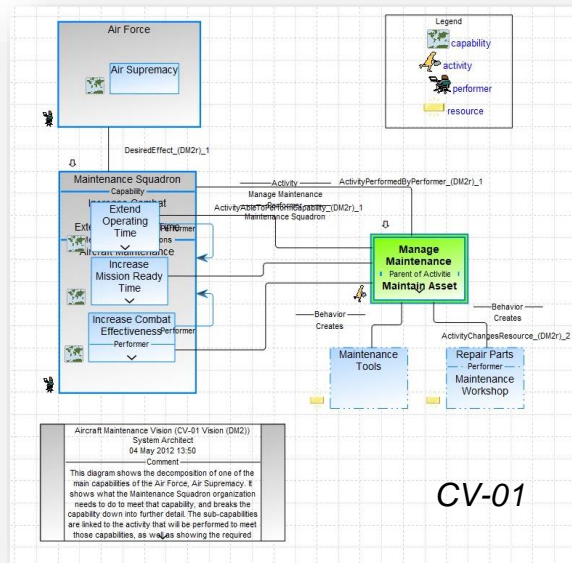 Air Force
Air Supremacy
Legend
capability
activity
performer
resource
DesiredEffect_(DM2r)_1
Maintenance Squadron
Capability
Extend
Operating
Time
Performer
Aircraft Maintenance
Increase
Mission Ready
Time
Increase Combat
Effectiveness
Performer
Performer
Activity
Manage Maintenance
Performer
Maintenance Squadron
ActivityPerformedByPerformer_(DM2r)_1
ActivityAbleToPerformCapability_(DM2r)_1
Manage
Maintenance
Parent of Activitie
Maintain Asset
Behavior
Creates
Behavior
Creates
ActivityChangesResource_(DM2r)_2
Maintenance
Tools
Repair Parts
Performer
Maintenance
Workshop
Aircraft Maintenance Vision (CV-01 Vision (DM2))
System Architect
04 May 2012 13:50
Comment
This diagram shows the decomposition of one of the
main capabilities of the Air Force, Air Supremacy. It
shows what the Maintenance Squadron organization
needs to do to meet that capability, and breaks the
capability down into further detail. The sub-capabilities
are linked to the activity that will be performed to meet
those capabilities, as well as showing the required
CV-01